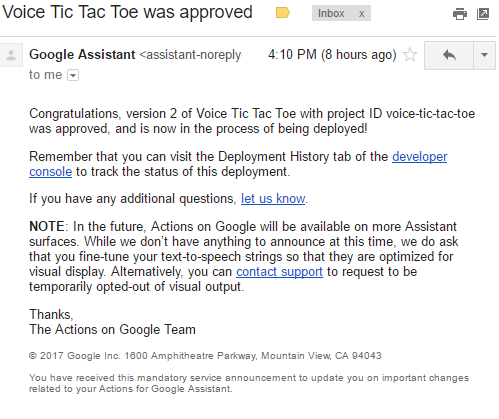 Voice Tic Tac Toe was approved Inbox x
Google Assistant <assistant-noreply 4:10 PM (8 hours ago)
to me
Congratulations, version 2 of Voice Tic Tac Toe with project ID voice-tic-tac-toe
was approved, and is now in the process of being deployed!
Remember that you can visit the Deployment History tab of the developer
console to track the status of this deployment.
If you have any additional questions, let us know.
NOTE: In the future, Actions on Google will be available on more Assistant
surfaces. While we don't have anything to announce at this time, we do ask
that you fine-tune your text-to-speech strings so that they are optimized for
visual display. Alternatively, you can contact support to request to be
temporarily opted-out of visual output.
Thanks,
The Actions on Google Team
© 2017 Google Inc. 1600 Amphitheatre Parkway, Mountain View, CA 94043
You have received this mandatory service announcement to update you on important changes
related to your Actions for Google Assistant.